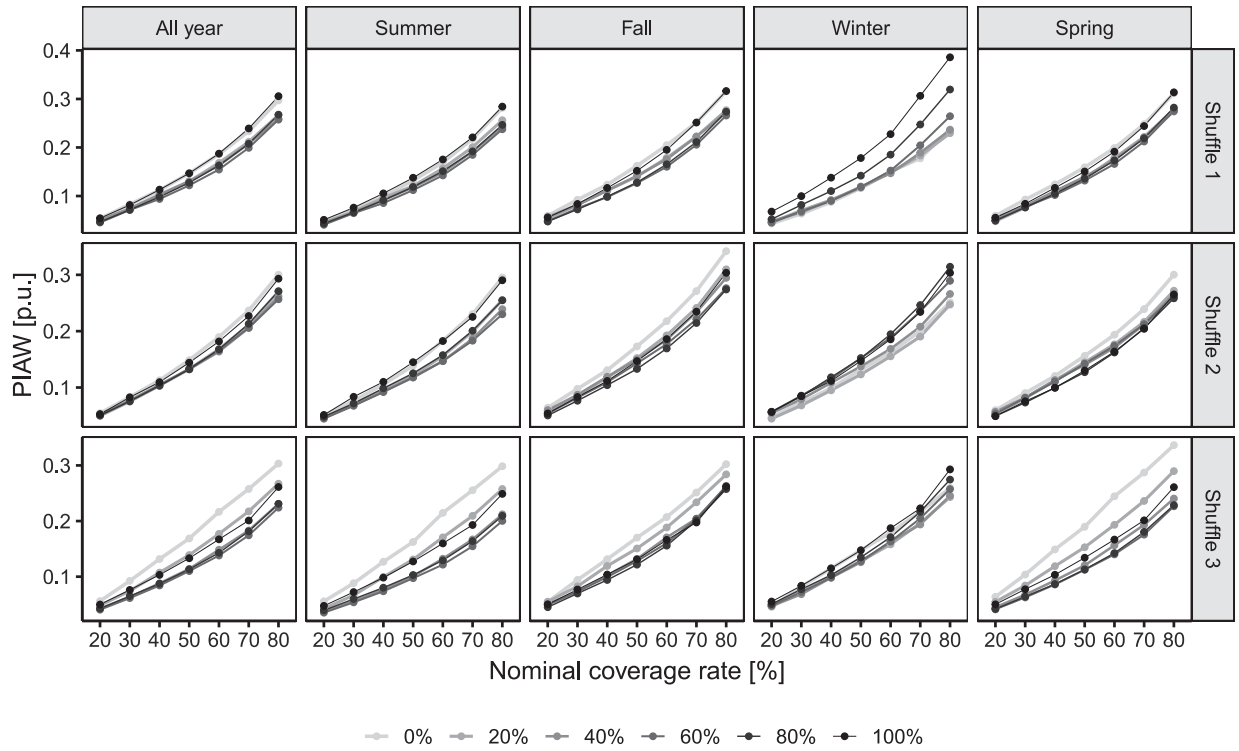 All year Summer Fall Winter Spring
0.4
0.3
0.2
0.1
Shuffle 1
0.3
0.2
0.1
Shuffle 2
0.3
0.2
0.1
Shuffle 3
PIAW [p.u.]
20 30 40 50 60 70 80 20 30 40 50 60 70 80 20 30 40 50 60 70 80 20 30 40 50 60 70 80 20 30 40 50 60 70 80
Nominal coverage rate [%]
0% 20% 40% 60% 80% 100%